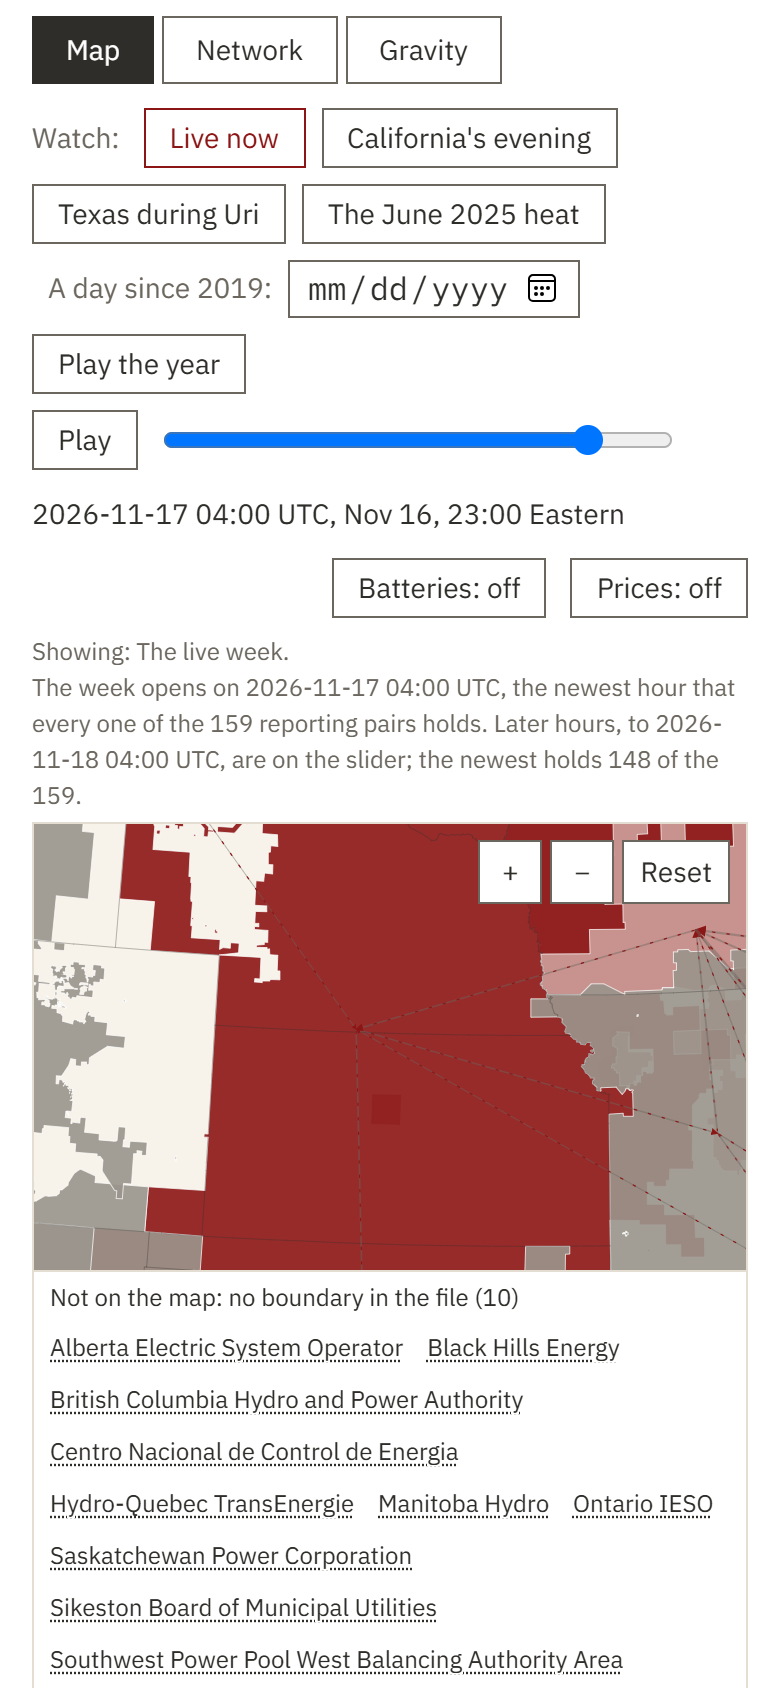 Map Network Gravity
Watch: Live now California's evening
Texas during Uri The June 2025 heat
A day since 2019: mm/dd/yyyy
Play the year
Play
2026-11-17 04:00 UTC, Nov 16, 23:00 Eastern
Batteries: off Prices: off
Showing: The live week.
The week opens on 2026-11-17 04:00 UTC, the newest hour that
every one of the 159 reporting pairs holds. Later hours, to 2026-
11-18 04:00 UTC, are on the slider; the newest holds 148 of the
159.
+ − Reset
Not on the map: no boundary in the file (10)
Alberta Electric System Operator Black Hills Energy
British Columbia Hydro and Power Authority
Centro Nacional de Control de Energia
Hydro-Quebec TransEnergie Manitoba Hydro Ontario IESO
Saskatchewan Power Corporation
Sikeston Board of Municipal Utilities
Southwest Power Pool West Balancing Authority Area